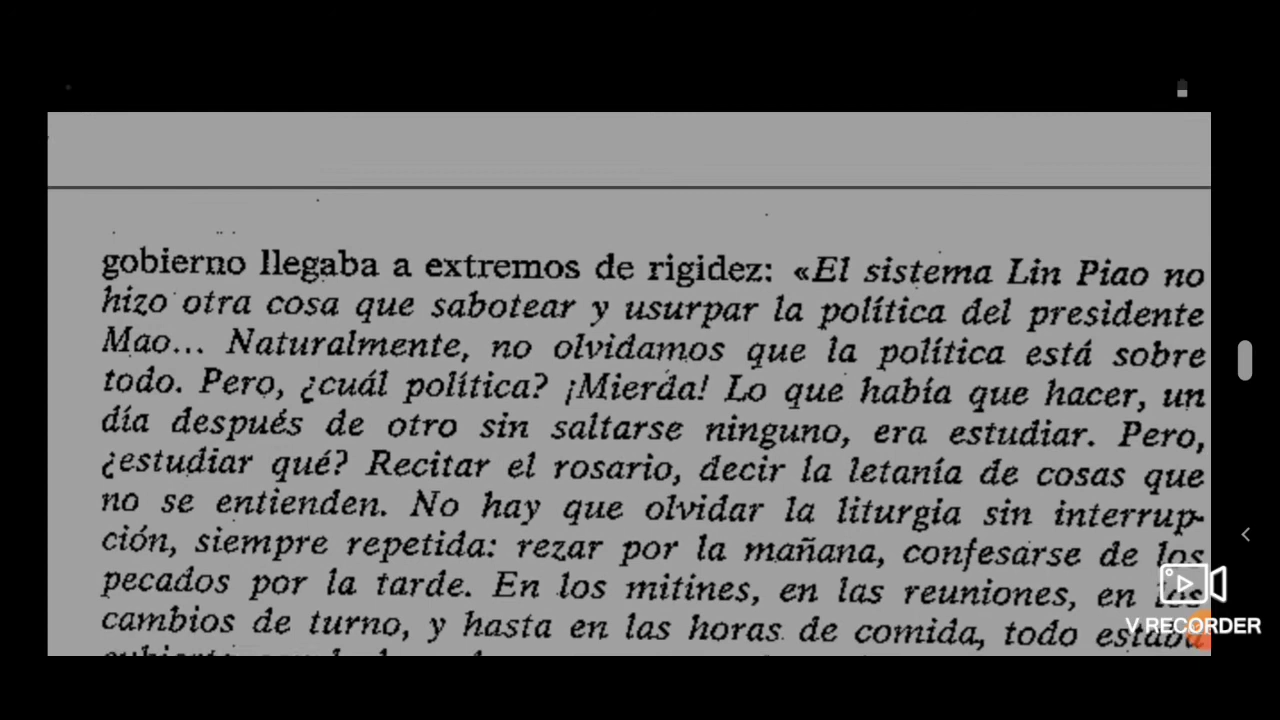 gobierno llegaba a extremos de rigidez: «El sistema Lin Piao no
hizo otra cosa que sabotear y usurpar la política del presidente
Mao... Naturalmente, no olvidamos que la política está sobre
todo. Pero, ¿cuál política? ¡Mierda! Lo que había que hacer, un
día después de otro sin saltarse ninguno, era estudiar. Pero,
¿estudiar qué? Recitar el rosario, decir la letanía de cosas que
no se entienden. No hay que olvidar la liturgia sin interrup-
ción, siempre repetida: rezar por la mañana, confesarse de los
pecados por la tarde. En los mitines, en las reuniones, en los
cambios de turno, y hasta en las horas de comida, todo estaba
V RECORDER